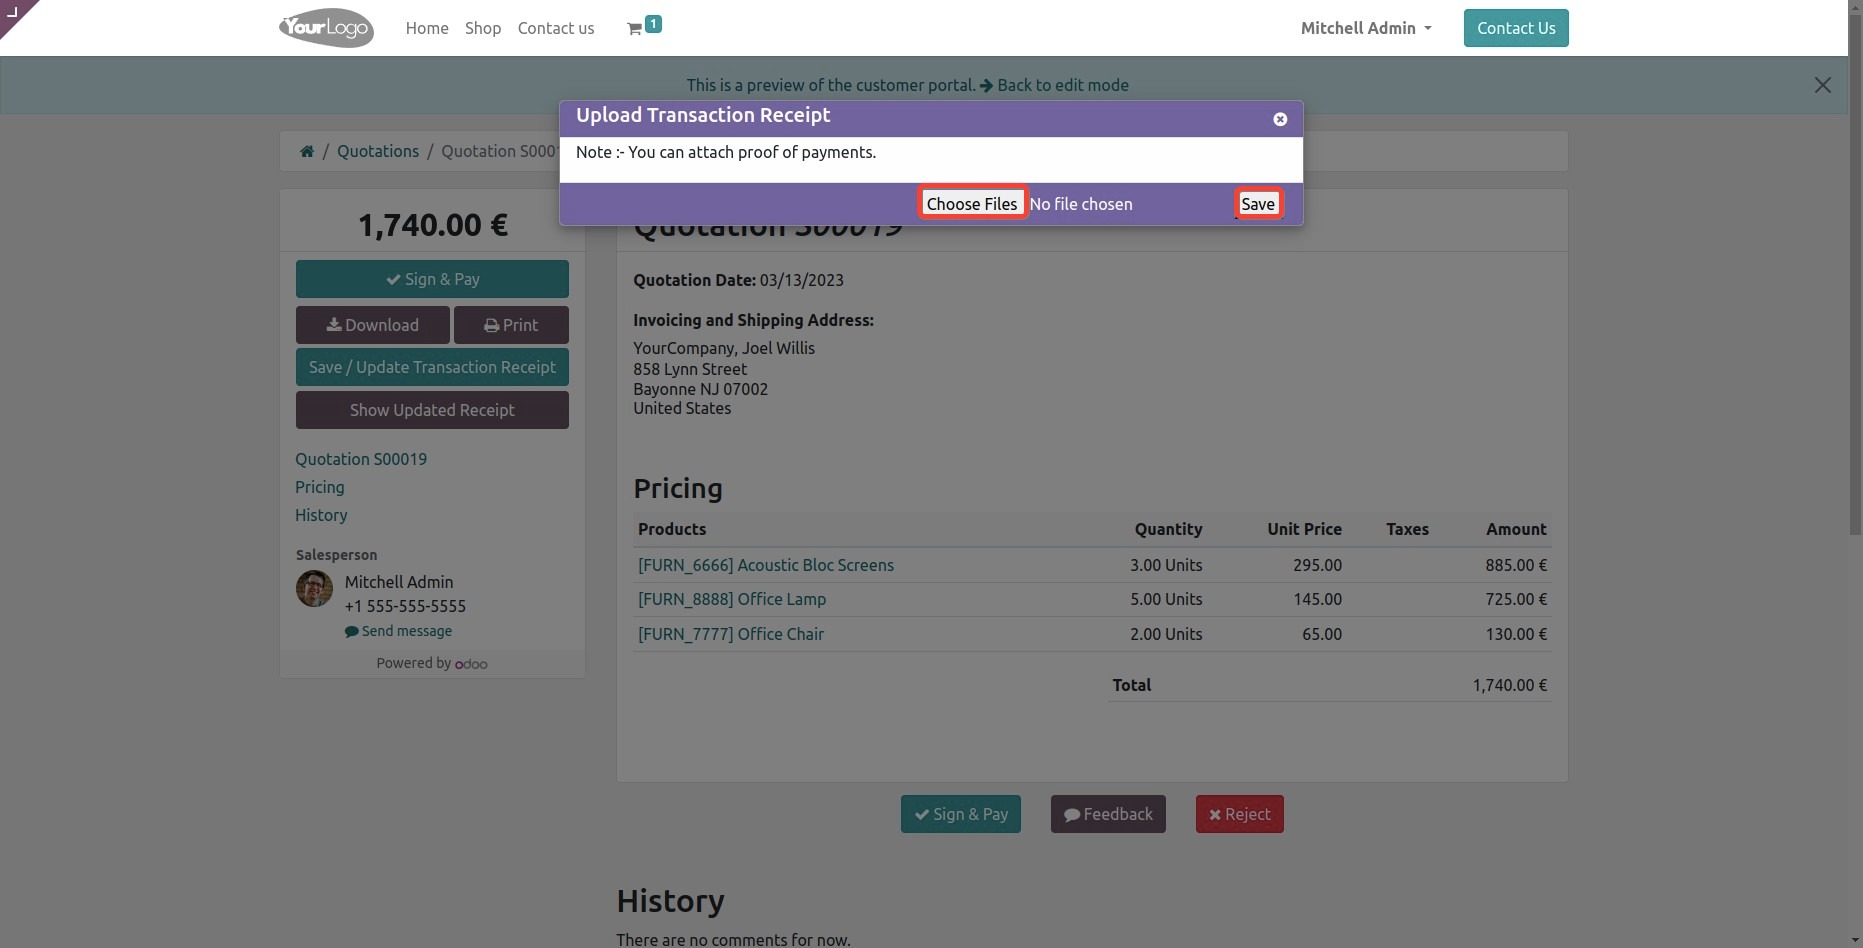 YourLogo Home Shop Contact us 1 Mitchell Admin Contact Us
This is a preview of the customer portal. Back to edit mode
Upload Transaction Receipt
Note :- You can attach proof of payments.
Choose Files No file chosen Save
/ Quotations / Quotation S0001
1,740.00 €
Sign & Pay
Download Print
Save / Update Transaction Receipt
Show Updated Receipt
Quotation S00019
Pricing
History
Salesperson
Mitchell Admin
+1 555-555-5555
Send message
Powered by odoo
Quotation S00019
Quotation Date: 03/13/2023
Invoicing and Shipping Address:
YourCompany, Joel Willis
858 Lynn Street
Bayonne NJ 07002
United States
Pricing
Products Quantity Unit Price Taxes Amount
[FURN_6666] Acoustic Bloc Screens 3.00 Units 295.00 885.00 €
[FURN_8888] Office Lamp 5.00 Units 145.00 725.00 €
[FURN_7777] Office Chair 2.00 Units 65.00 130.00 €
Total 1,740.00 €
Sign & Pay Feedback Reject
History
There are no comments for now.